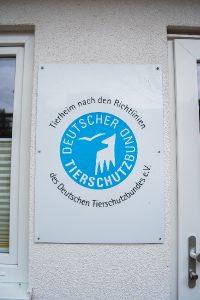 Tierheim nach den Richtlinien
DEUTSCHER
TIERSCHUTZBUND
des Deutschen Tierschutzbundes e.V.